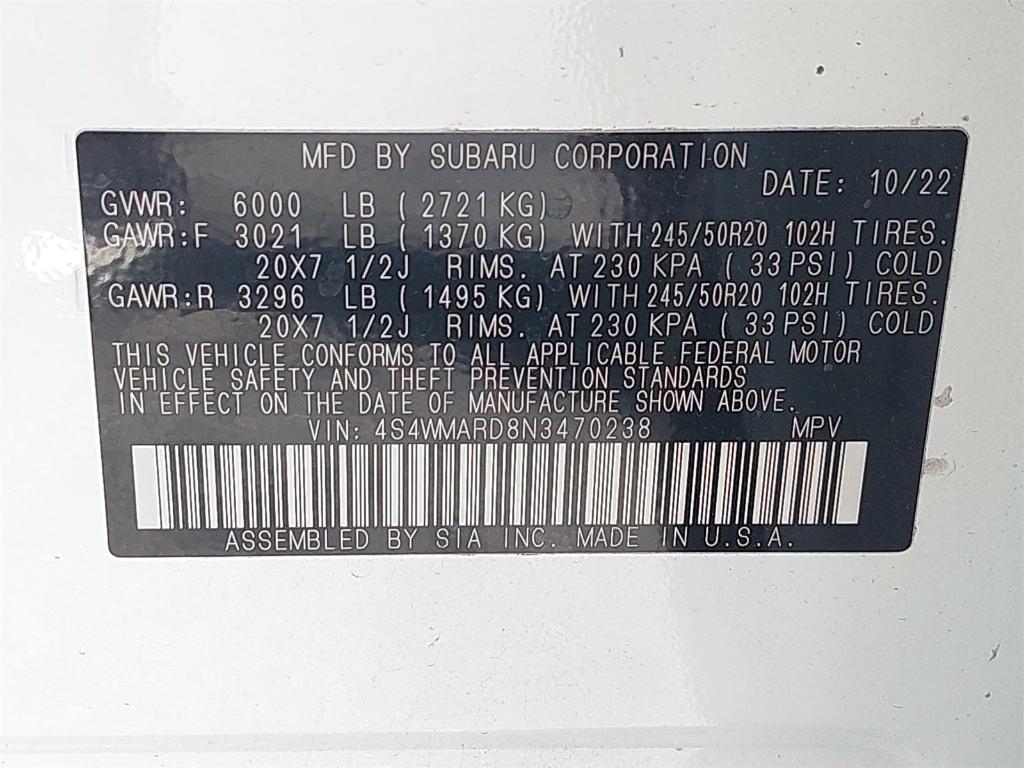 MFD BY SUBARU CORPORATION
DATE: 10/22
GVWR: 6000 LB ( 2721 KG)
GAWR:F 3021 LB ( 1370 KG) WITH 245/50R20 102H TIRES.
20X7 1/2J RIMS. AT 230 KPA ( 33 PSI) COLD
GAWR:R 3296 LB ( 1495 KG) WITH 245/50R20 102H TIRES.
20X7 1/2J RIMS. AT 230 KPA ( 33 PSI) COLD
THIS VEHICLE CONFORMS TO ALL APPLICABLE FEDERAL MOTOR
VEHICLE SAFETY AND THEFT PREVENTION STANDARDS
IN EFFECT ON THE DATE OF MANUFACTURE SHOWN ABOVE.
VIN: 4S4WMARD8N3470238 MPV
ASSEMBLED BY SIA INC. MADE IN U.S.A.